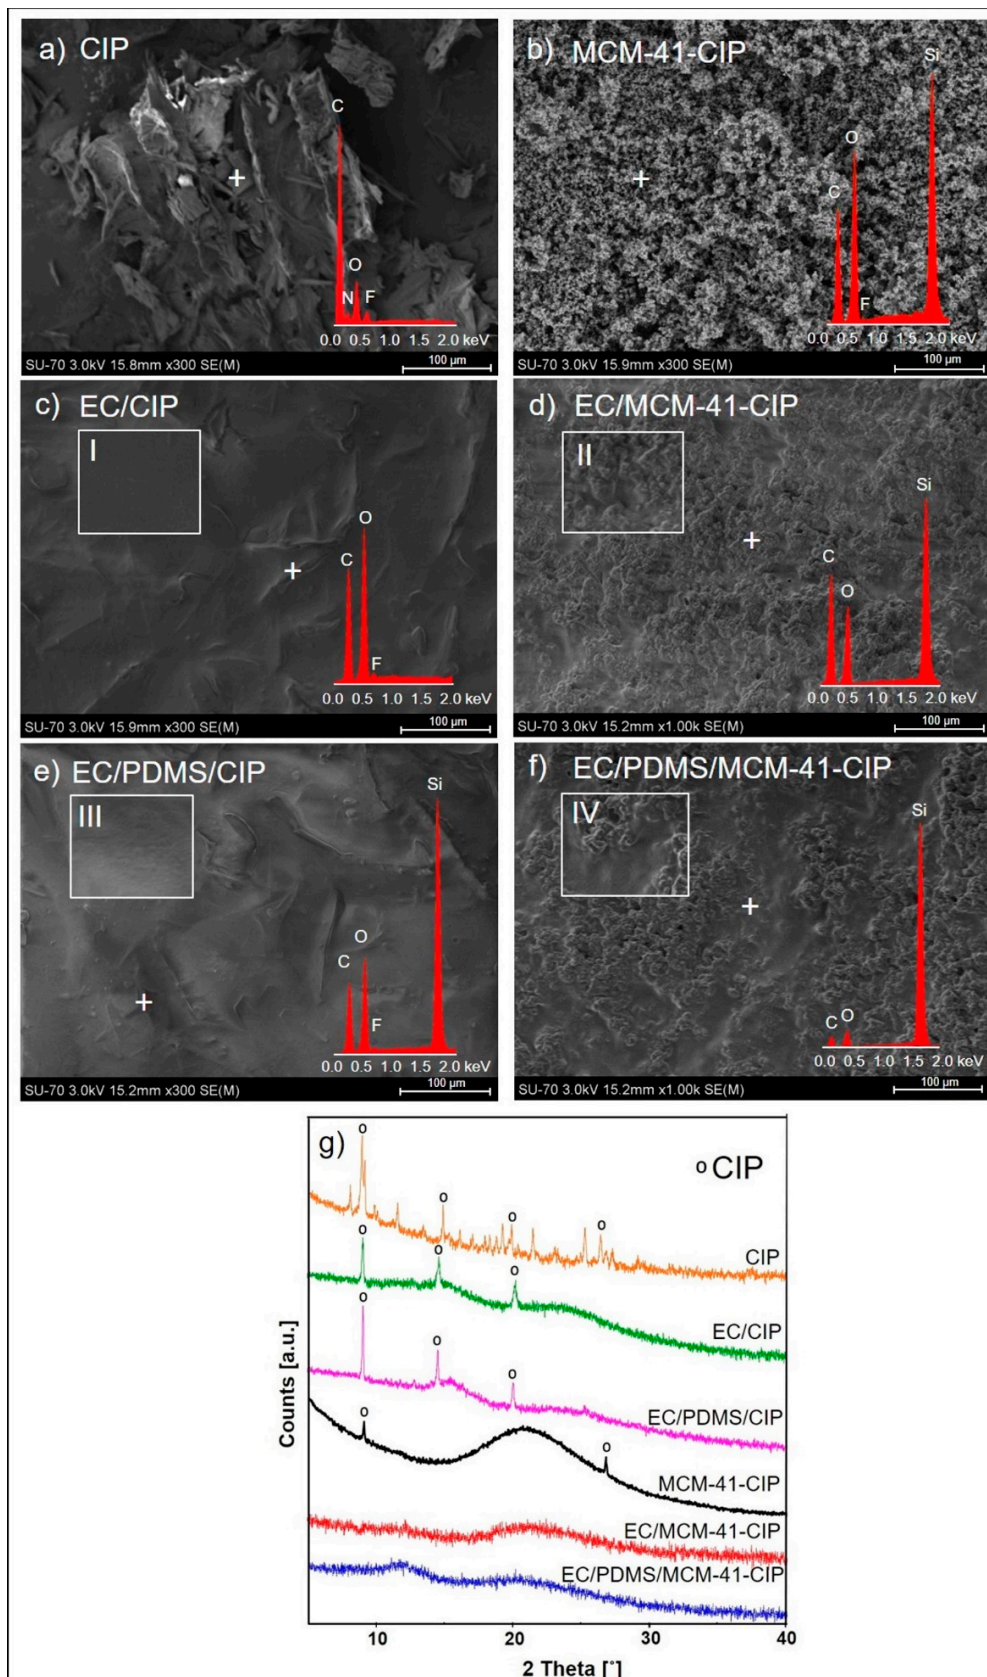 a) CIP
C
O
N
F
0.0 0.5 1.0 1.5 2.0 keV
SU-70 3.0kV 15.8mm x300 SE(M)
100 µm
b) MCM-41-CIP
Si
O
C
F
0.0 0.5 1.0 1.5 2.0 keV
SU-70 3.0kV 15.9mm x300 SE(M)
100 µm
c) EC/CIP
I
O
C
F
0.0 0.5 1.0 1.5 2.0 keV
SU-70 3.0kV 15.9mm x300 SE(M)
100 µm
d) EC/MCM-41-CIP
II
Si
C
O
0.0 0.5 1.0 1.5 2.0 keV
SU-70 3.0kV 15.2mm x1.00k SE(M)
100 µm
e) EC/PDMS/CIP
III
Si
O
C
F
0.0 0.5 1.0 1.5 2.0 keV
SU-70 3.0kV 15.2mm x300 SE(M)
100 µm
f) EC/PDMS/MCM-41-CIP
IV
Si
C O
0.0 0.5 1.0 1.5 2.0 keV
SU-70 3.0kV 15.2mm x1.00k SE(M)
100 µm
g)
o CIP
o
o
o
o
CIP
o
o
o
EC/CIP
o
o
o
EC/PDMS/CIP
o
o
MCM-41-CIP
EC/MCM-41-CIP
EC/PDMS/MCM-41-CIP
Counts [a.u.]
10 20 30 40
2 Theta [°]